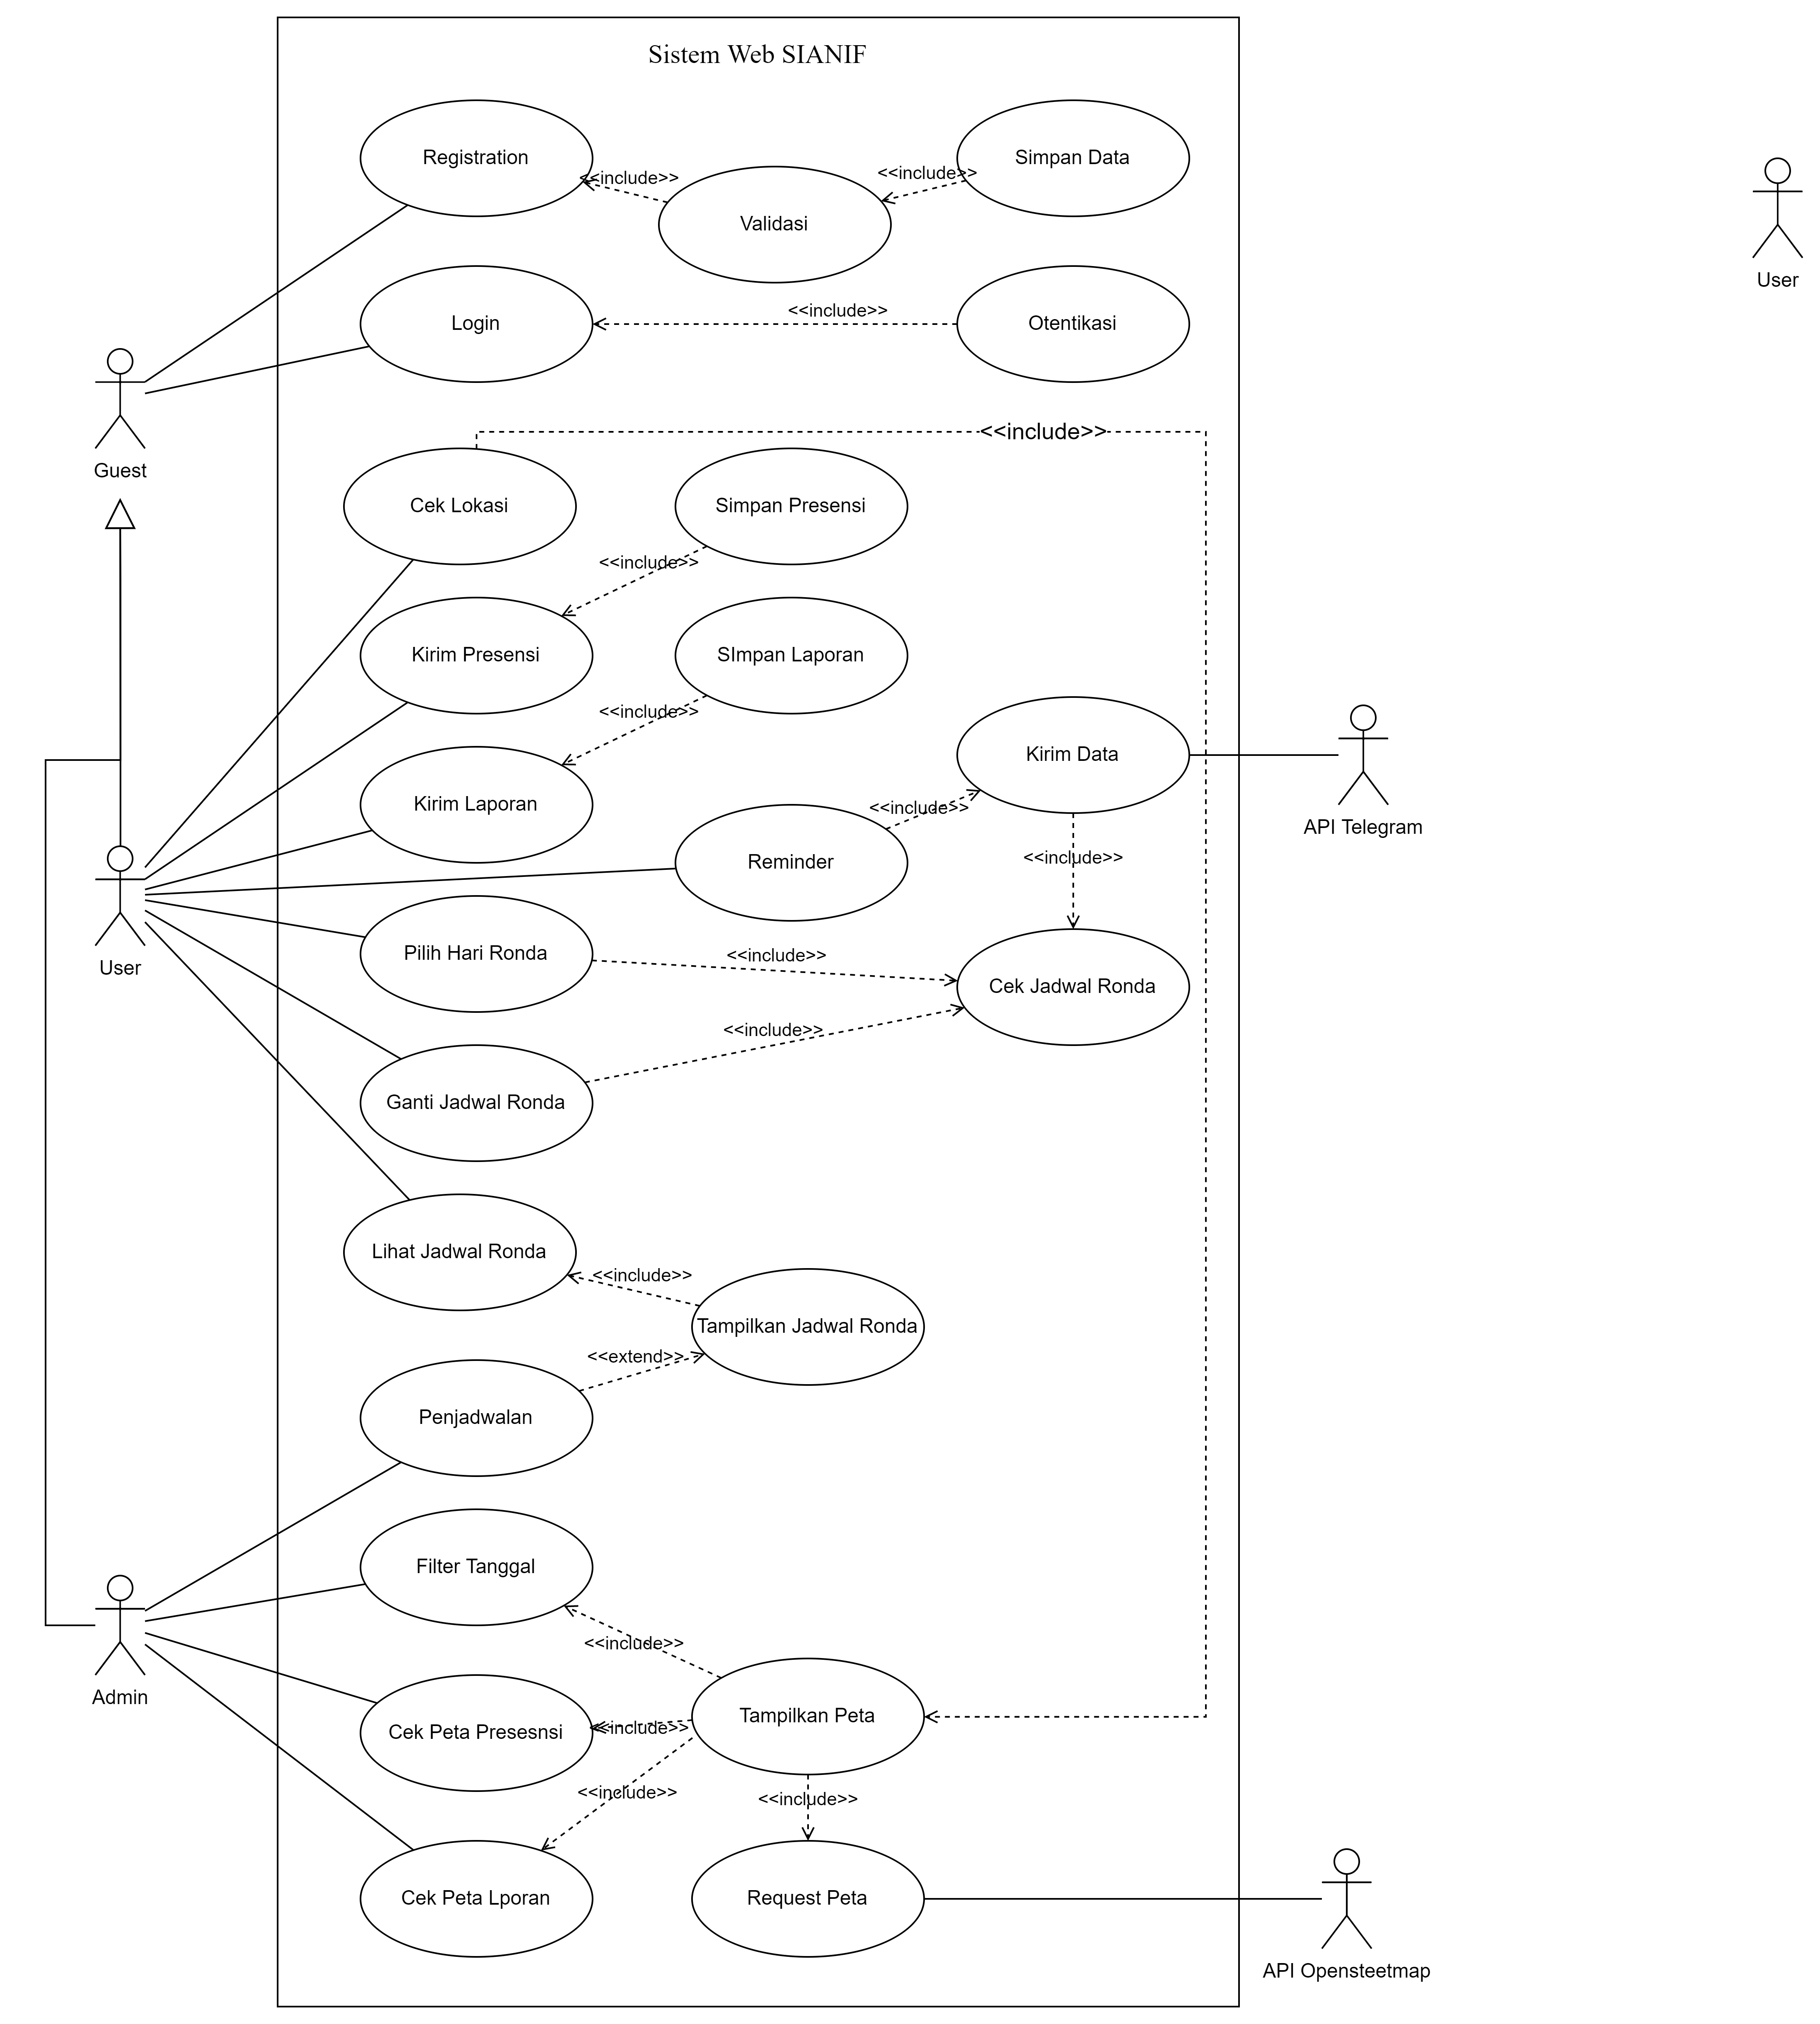 Sistem Web SIANIF
Registration
<<include>>
Validasi
<<include>>
Simpan Data
User
Login
<<include>>
Otentikasi
Guest
<<include>>
Cek Lokasi
Simpan Presensi
<<include>>
Kirim Presensi
SImpan Laporan
<<include>>
Kirim Laporan
Kirim Data
API Telegram
<<include>>
Reminder
<<include>>
User
Pilih Hari Ronda
<<include>>
Cek Jadwal Ronda
<<include>>
Ganti Jadwal Ronda
Lihat Jadwal Ronda
<<include>>
Tampilkan Jadwal Ronda
<<extend>>
Penjadwalan
Filter Tanggal
<<include>>
Admin
Cek Peta Presesnsi
<<include>>
Tampilkan Peta
<<include>>
<<include>>
Cek Peta Lporan
Request Peta
API Opensteetmap